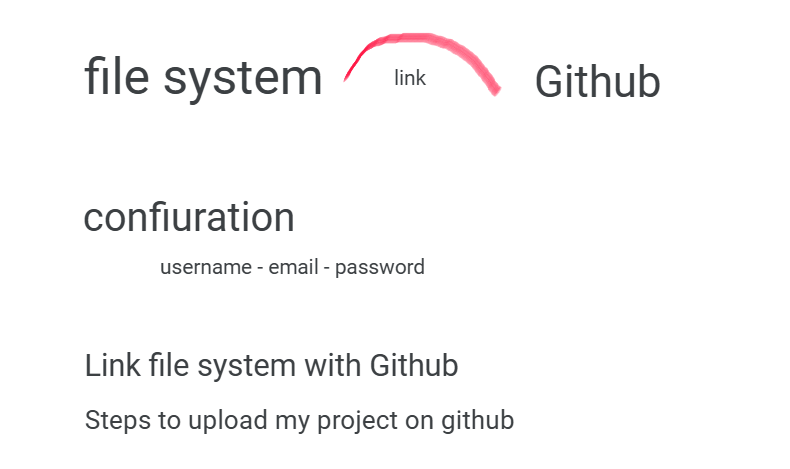 file system link Github
confiuration
username - email - password
Link file system with Github
Steps to upload my project on github